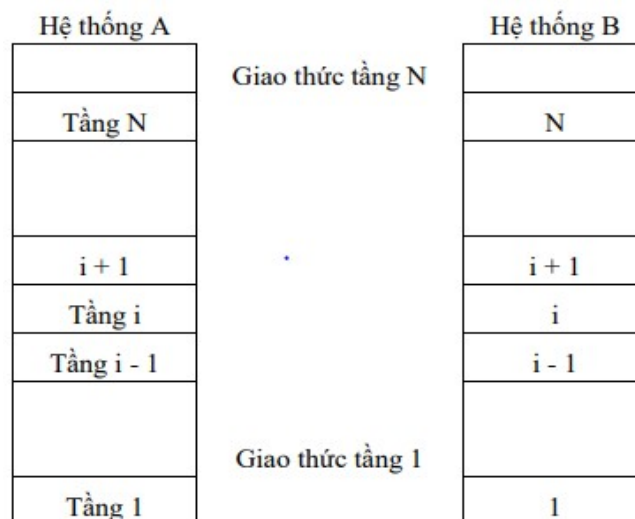 Hệ thống A
Hệ thống B
Giao thức tầng N
Tầng N
N
i + 1
i + 1
Tầng i
i
Tầng i - 1
i - 1
Giao thức tầng 1
Tầng 1
1